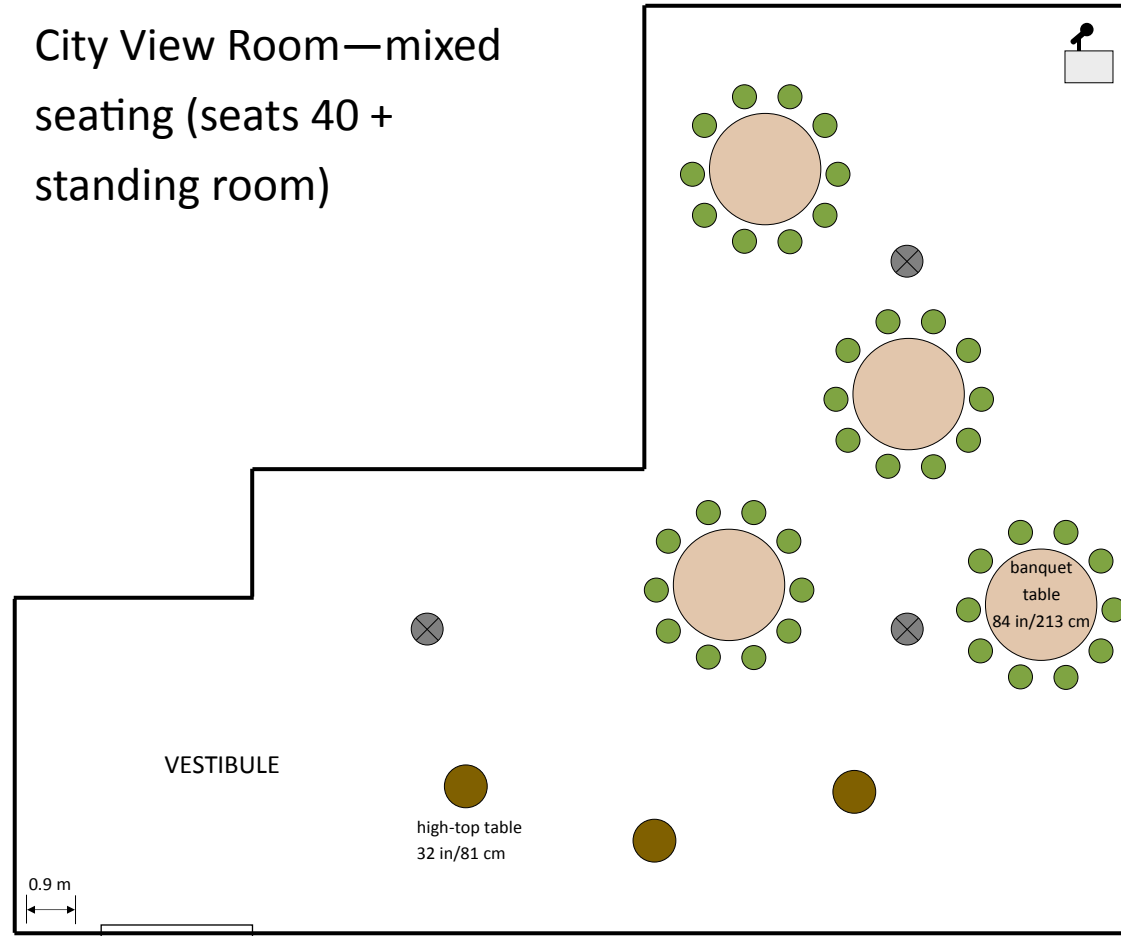 City View Room—mixed
seating (seats 40 +
standing room)
banquet
table
84 in/213 cm
VESTIBULE
high-top table
32 in/81 cm
0.9 m